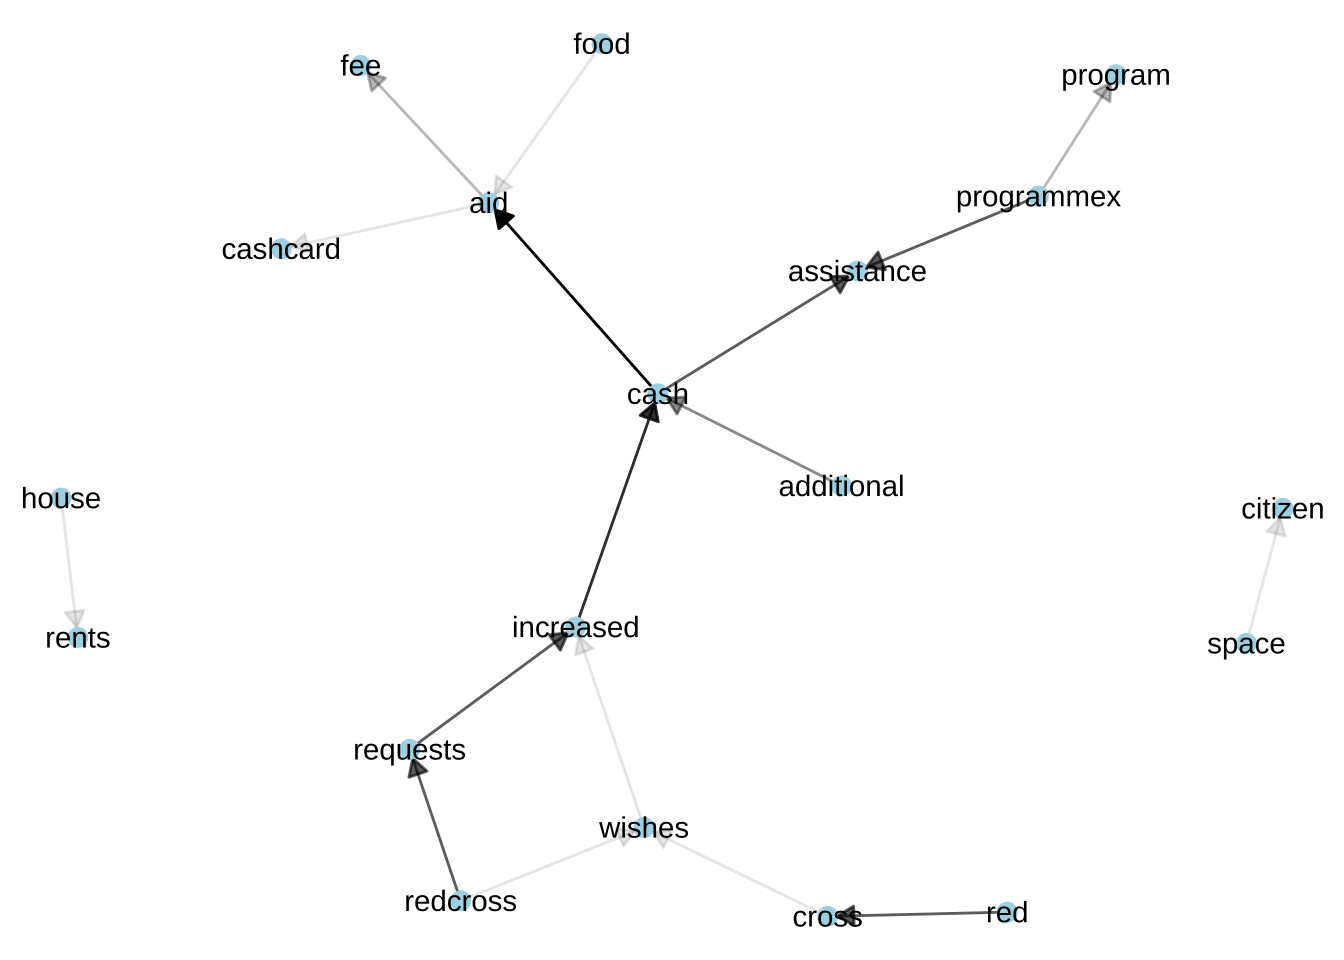 food
fee
program
programmex
aid
cashcard
assistance
cash
additional
house
citizen
increased
rents
space
requests
wishes
redcross
cross
red